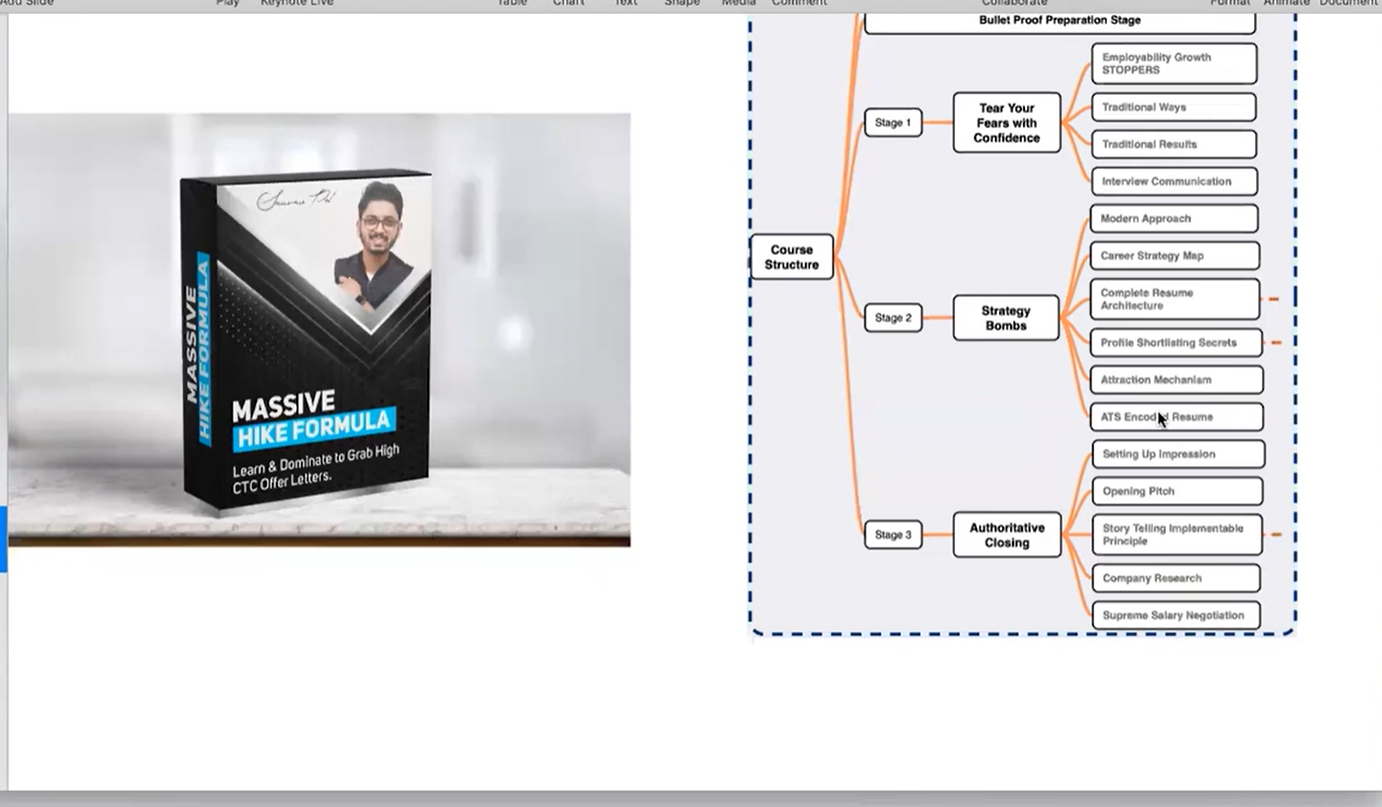 Add Slide
Play
Keynote Live
Table
Chart
Text
Shape
Media
Comment
Collaborate
Format
Animate
Document
MASSIVE
HIKE FORMULA
MASSIVE
HIKE FORMULA
Learn & Dominate to Grab High
CTC Offer Letters.
Bullet Proof Preparation Stage
Course
Structure
Stage 1
Tear Your
Fears with
Confidence
Employability Growth
STOPPERS
Traditional Ways
Traditional Results
Interview Communication
Stage 2
Strategy
Bombs
Modern Approach
Career Strategy Map
Complete Resume
Architecture
Profile Shortlisting Secrets
Attraction Mechanism
ATS Encoded Resume
Stage 3
Authoritative
Closing
Setting Up Impression
Opening Pitch
Story Telling Implementable
Principle
Company Research
Supreme Salary Negotiation